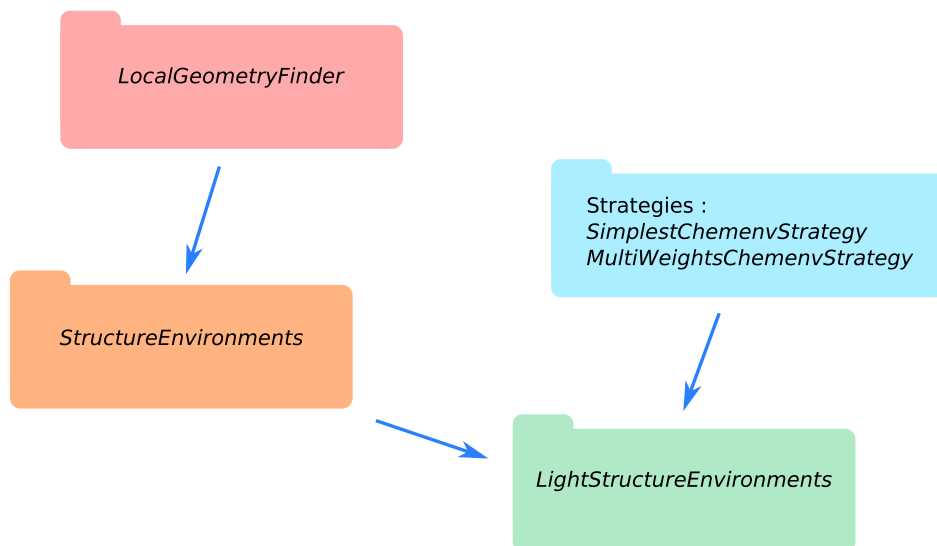 LocalGeometryFinder
Strategies :
SimplestChemenvStrategy
MultiWeightsChemenvStrategy
StructureEnvironments
LightStructureEnvironments